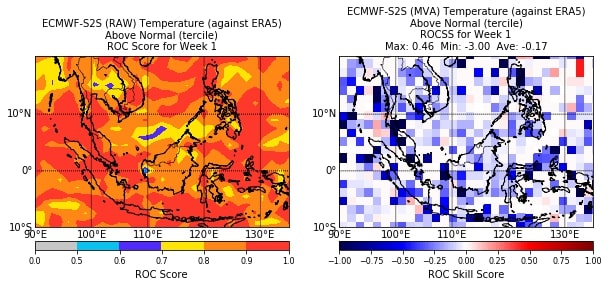 ECMWF-S2S (RAW) Temperature (against ERA5)
Above Normal (tercile)
ROC Score for Week 1
10°N
0°
10°S
90°E 100°E 110°E 120°E 130°E
0.0 0.5 0.6 0.7 0.8 0.9 1.0
ROC Score
ECMWF-S2S (MVA) Temperature (against ERA5)
Above Normal (tercile)
ROCSS for Week 1
Max: 0.46 Min: -3.00 Ave: -0.17
10°N
0°
10°S
90°E 100°E 110°E 120°E 130°E
−1.00 −0.75 −0.50 −0.25 0.00 0.25 0.50 0.75 1.00
ROC Skill Score